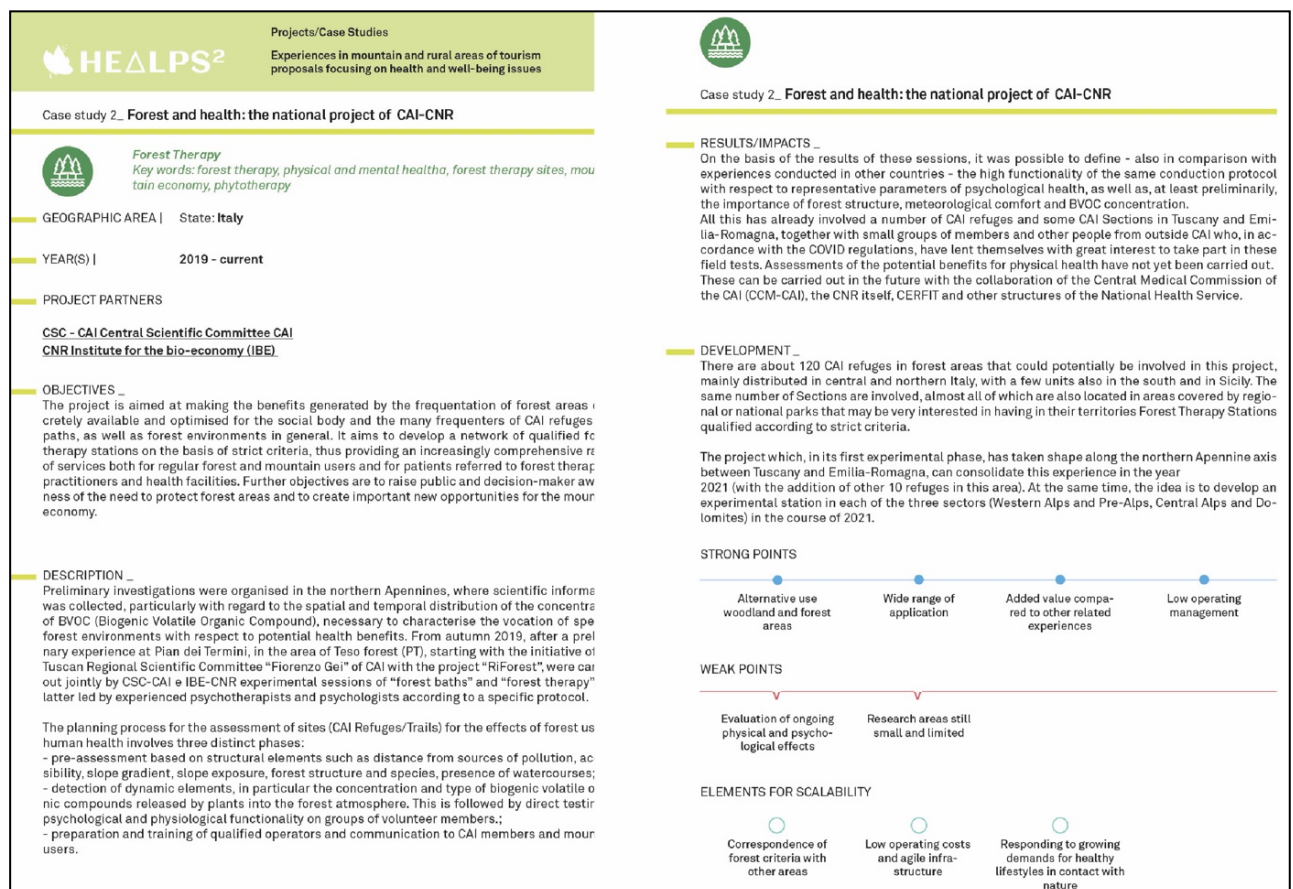 HEALPS²
Projects/Case Studies
Experiences in mountain and rural areas of tourism
proposals focusing on health and well-being issues
Case study 2_ Forest and health: the national project of CAI-CNR
Forest Therapy
Key words: forest therapy, physical and mental healtha, forest therapy sites, mou
tain economy, phytotherapy
GEOGRAPHIC AREA | State: Italy
YEAR(S) | 2019 - current
PROJECT PARTNERS
CSC - CAI Central Scientific Committee CAI
CNR Institute for the bio-economy (IBE)
OBJECTIVES _
The project is aimed at making the benefits generated by the frequentation of forest areas
cretely available and optimised for the social body and the many frequenters of CAI refuges
paths, as well as forest environments in general. It aims to develop a network of qualified fo
therapy stations on the basis of strict criteria, thus providing an increasingly comprehensive ra
of services both for regular forest and mountain users and for patients referred to forest therap
practitioners and health facilities. Further objectives are to raise public and decision-maker aw
ness of the need to protect forest areas and to create important new opportunities for the moun
economy.
DESCRIPTION _
Preliminary investigations were organised in the northern Apennines, where scientific informa
was collected, particularly with regard to the spatial and temporal distribution of the concentra
of BVOC (Biogenic Volatile Organic Compound), necessary to characterise the vocation of spe
forest environments with respect to potential health benefits. From autumn 2019, after a prel
nary experience at Pian dei Termini, in the area of Teso forest (PT), starting with the initiative of
Tuscan Regional Scientific Committee "Fiorenzo Gei" of CAI with the project "RiForest", were car
out jointly by CSC-CAI e IBE-CNR experimental sessions of "forest baths" and "forest therapy"
latter led by experienced psychotherapists and psychologists according to a specific protocol.
The planning process for the assessment of sites (CAI Refuges/Trails) for the effects of forest us
human health involves three distinct phases:
- pre-assessment based on structural elements such as distance from sources of pollution, ac
sibility, slope gradient, slope exposure, forest structure and species, presence of watercourses;
- detection of dynamic elements, in particular the concentration and type of biogenic volatile o
nic compounds released by plants into the forest atmosphere. This is followed by direct testin
psychological and physiological functionality on groups of volunteer members.;
- preparation and training of qualified operators and communication to CAI members and moun
users.
Case study 2_ Forest and health: the national project of CAI-CNR
RESULTS/IMPACTS _
On the basis of the results of these sessions, it was possible to define - also in comparison with
experiences conducted in other countries - the high functionality of the same conduction protocol
with respect to representative parameters of psychological health, as well as, at least preliminarily,
the importance of forest structure, meteorological comfort and BVOC concentration.
All this has already involved a number of CAI refuges and some CAI Sections in Tuscany and Emi-
lia-Romagna, together with small groups of members and other people from outside CAI who, in ac-
cordance with the COVID regulations, have lent themselves with great interest to take part in these
field tests. Assessments of the potential benefits for physical health have not yet been carried out.
These can be carried out in the future with the collaboration of the Central Medical Commission of
the CAI (CCM-CAI), the CNR itself, CERFIT and other structures of the National Health Service.
DEVELOPMENT _
There are about 120 CAI refuges in forest areas that could potentially be involved in this project,
mainly distributed in central and northern Italy, with a few units also in the south and in Sicily. The
same number of Sections are involved, almost all of which are also located in areas covered by regio-
nal or national parks that may be very interested in having in their territories Forest Therapy Stations
qualified according to strict criteria.
The project which, in its first experimental phase, has taken shape along the northern Apennine axis
between Tuscany and Emilia-Romagna, can consolidate this experience in the year
2021 (with the addition of other 10 refuges in this area). At the same time, the idea is to develop an
experimental station in each of the three sectors (Western Alps and Pre-Alps, Central Alps and Do-
lomites) in the course of 2021.
STRONG POINTS
Alternative use
woodland and forest
areas
Wide range of
application
Added value compa-
red to other related
experiences
Low operating
management
WEAK POINTS
Evaluation of ongoing
physical and psycho-
logical effects
Research areas still
small and limited
ELEMENTS FOR SCALABILITY
Correspondence of
forest criteria with
other areas
Low operating costs
and agile infra-
structure
Responding to growing
demands for healthy
lifestyles in contact with
nature